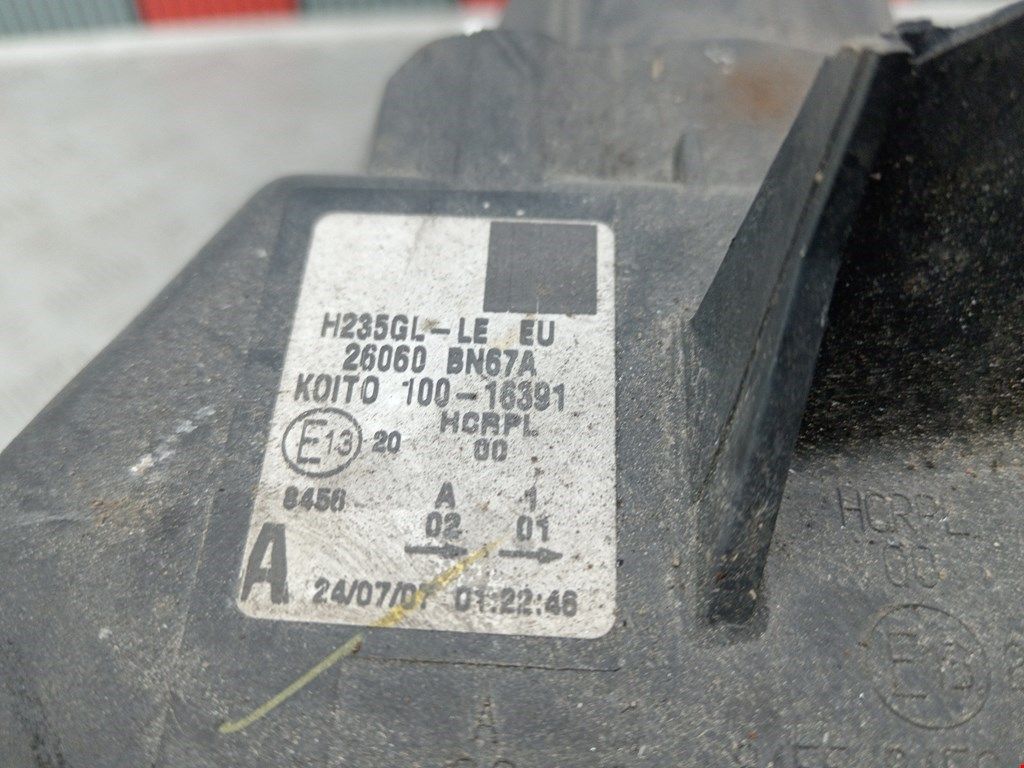 H235GL-LE EU
26060 BN67A
KOITO 100-16391
HCRPL
E13 20 00
8456 A 1
02 01
A
24/07/07 01:22:46
HCRPL
00
A